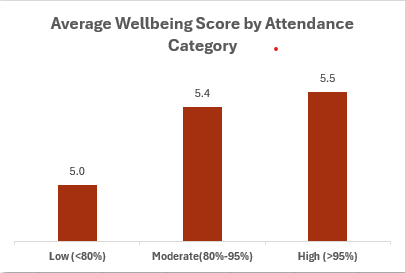 Average Wellbeing Score by Attendance
Category
5.0
5.4
5.5
Low (<80%)
Moderate(80%-95%)
High (>95%)